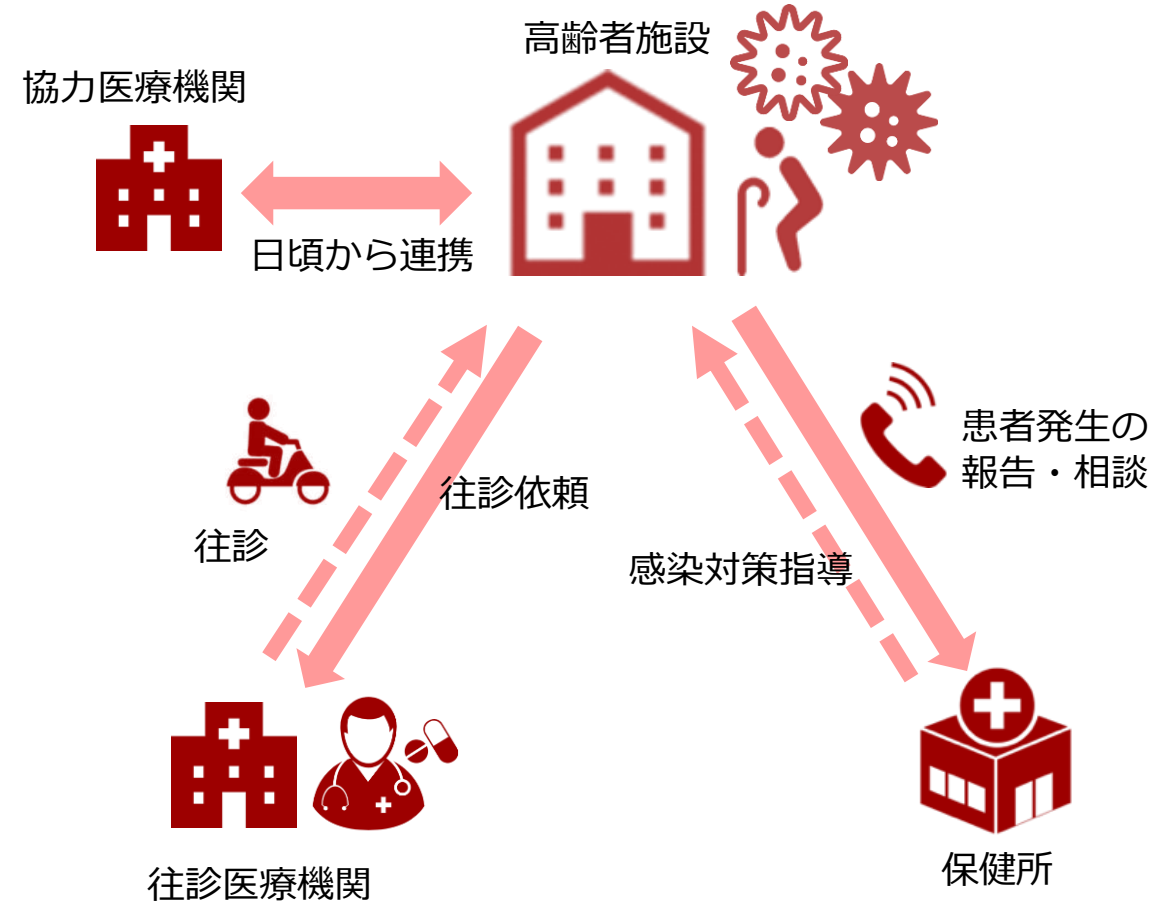 高齢者施設
協力医療機関
日頃から連携
患者発生の
報告・相談
往診依頼
往診
感染対策指導
保健所
往診医療機関